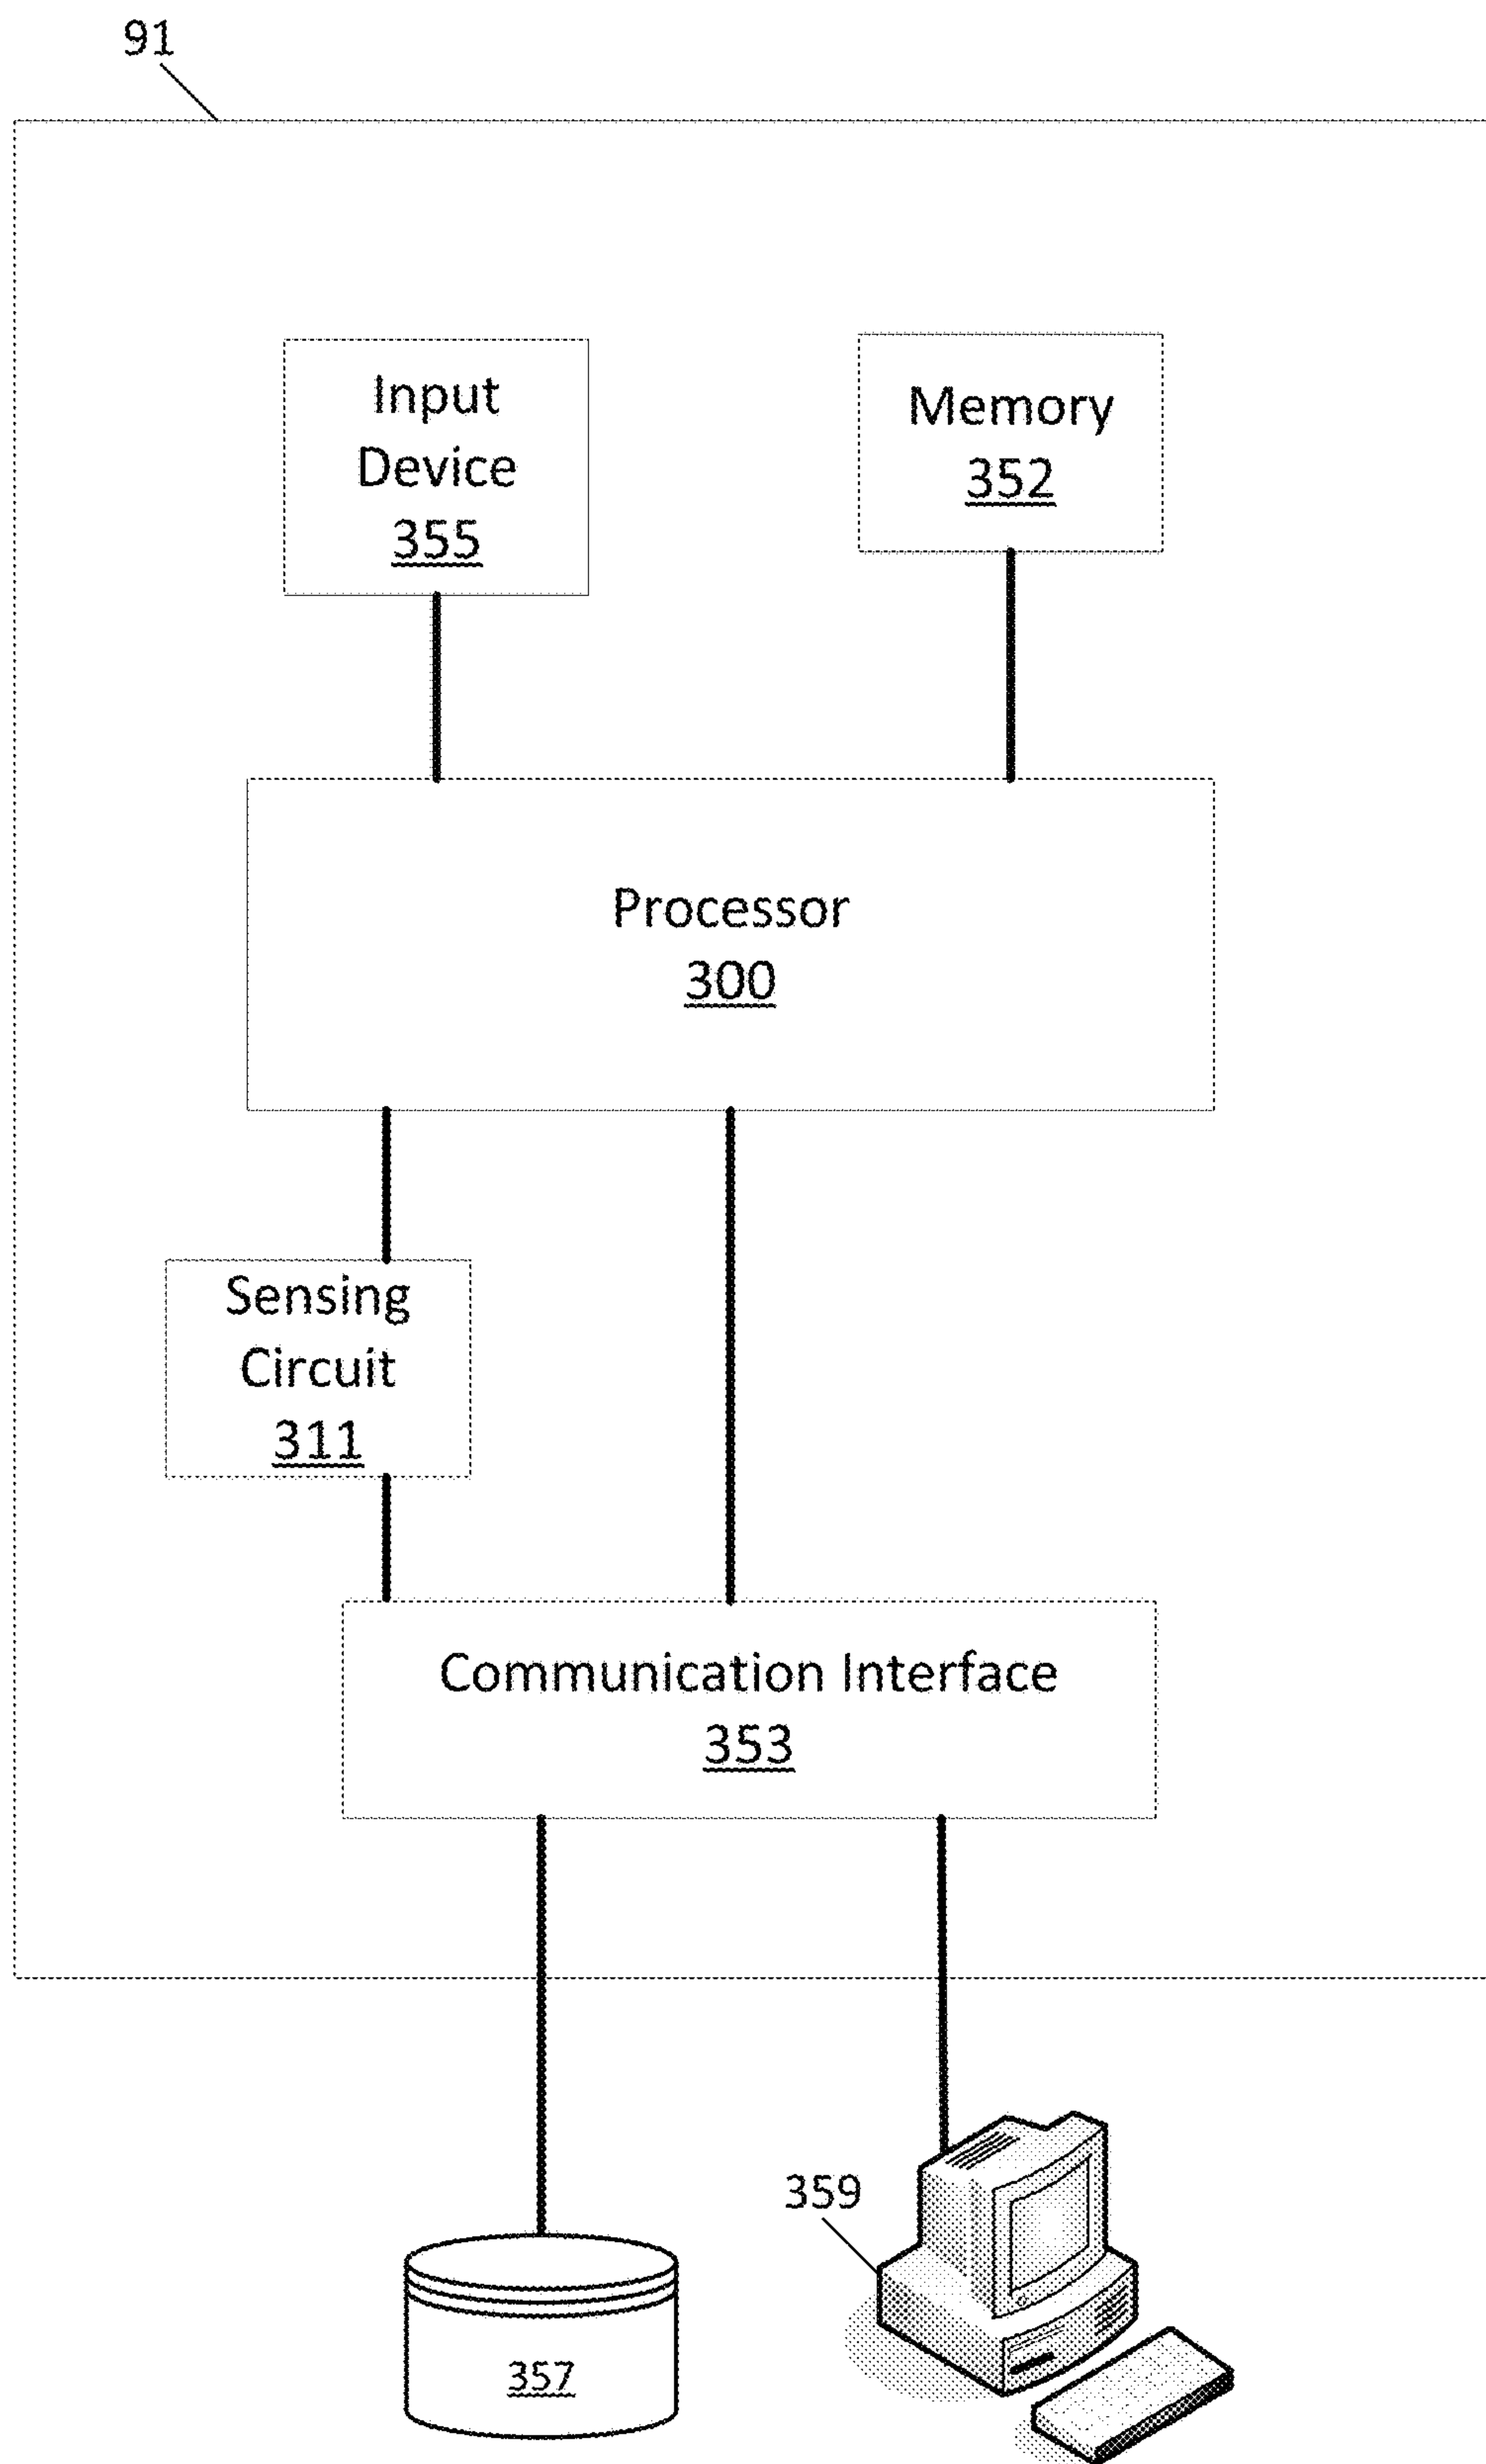 91
Input
Device
355
Memory
352
Processor
300
Sensing
Circuit
311
Communication Interface
353
359
357